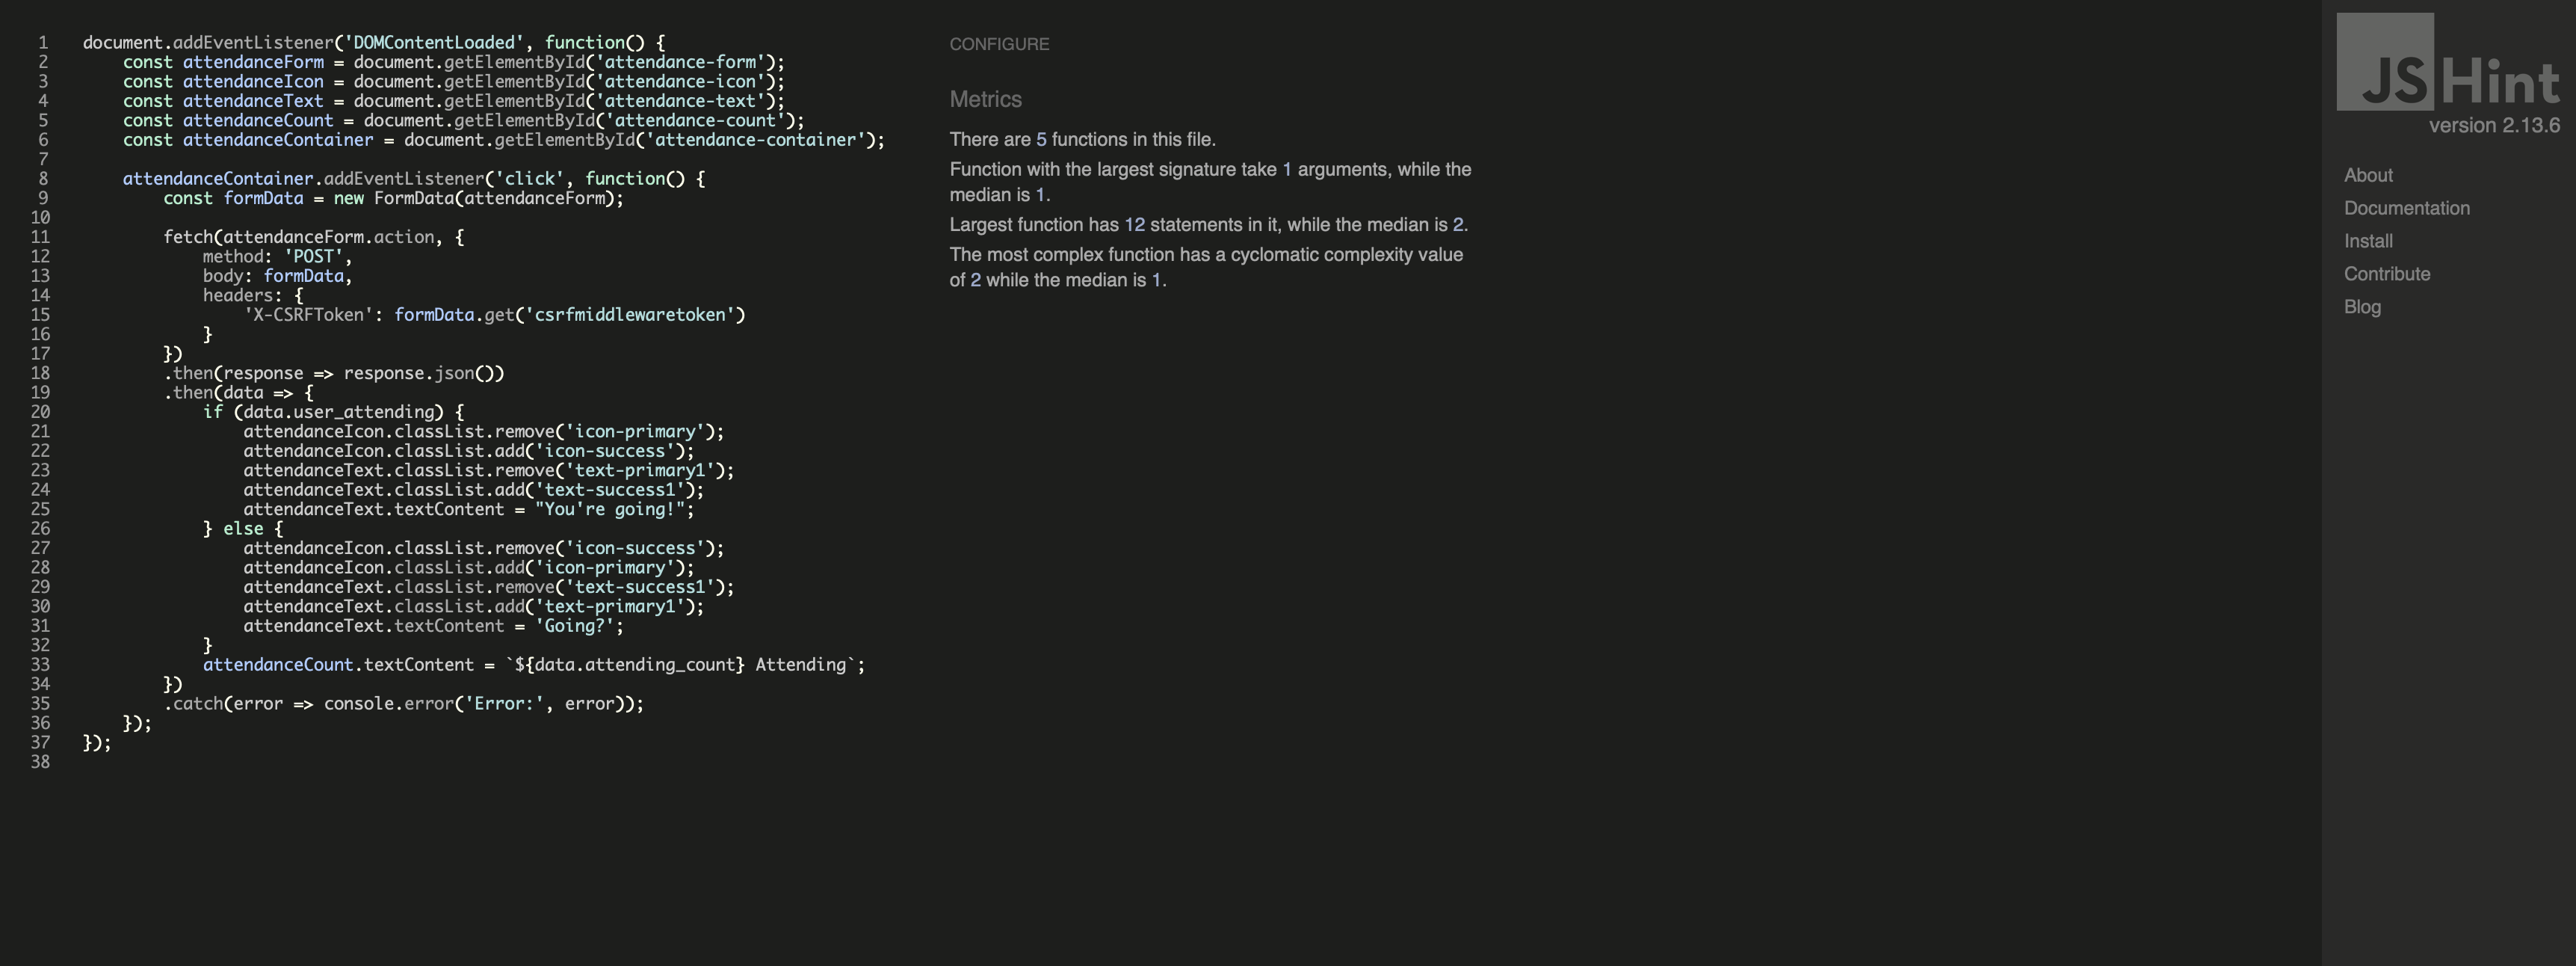 1 document.addEventListener('DOMContentLoaded', function() {
2 const attendanceForm = document.getElementById('attendance-form');
3 const attendanceIcon = document.getElementById('attendance-icon');
4 const attendanceText = document.getElementById('attendance-text');
5 const attendanceCount = document.getElementById('attendance-count');
6 const attendanceContainer = document.getElementById('attendance-container');
7
8 attendanceContainer.addEventListener('click', function() {
9 const formData = new FormData(attendanceForm);
10
11 fetch(attendanceForm.action, {
12 method: 'POST',
13 body: formData,
14 headers: {
15 'X-CSRFToken': formData.get('csrfmiddlewaretoken')
16 }
17 })
18 .then(response => response.json())
19 .then(data => {
20 if (data.user_attending) {
21 attendanceIcon.classList.remove('icon-primary');
22 attendanceIcon.classList.add('icon-success');
23 attendanceText.classList.remove('text-primary1');
24 attendanceText.classList.add('text-success1');
25 attendanceText.textContent = "You're going!";
26 } else {
27 attendanceIcon.classList.remove('icon-success');
28 attendanceIcon.classList.add('icon-primary');
29 attendanceText.classList.remove('text-success1');
30 attendanceText.classList.add('text-primary1');
31 attendanceText.textContent = 'Going?';
32 }
33 attendanceCount.textContent = `${data.attending_count} Attending`;
34 })
35 .catch(error => console.error('Error:', error));
36 });
37 });
38
CONFIGURE
Metrics
There are 5 functions in this file.
Function with the largest signature take 1 arguments, while the
median is 1.
Largest function has 12 statements in it, while the median is 2.
The most complex function has a cyclomatic complexity value
of 2 while the median is 1.
JSHint
version 2.13.6
About
Documentation
Install
Contribute
Blog